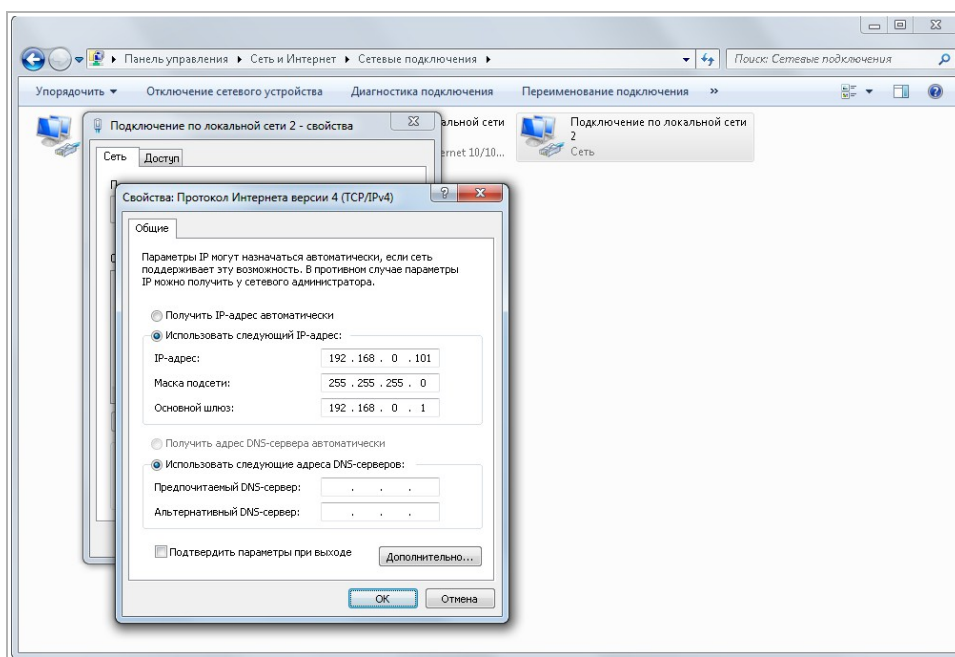 Панель управления ▸ Сеть и Интернет ▸ Сетевые подключения ▸
Поиск: Сетевые подключения
Упорядочить ▾ Отключение сетевого устройства Диагностика подключения Переименование подключения »
Подключение по локальной сети 2 - свойства
альной сети
ernet 10/10...
Подключение по локальной сети
2
Сеть
Сеть Доступ
Свойства: Протокол Интернета версии 4 (TCP/IPv4)
Общие
Параметры IP могут назначаться автоматически, если сеть
поддерживает эту возможность. В противном случае параметры
IP можно получить у сетевого администратора.
Получить IP-адрес автоматически
Использовать следующий IP-адрес:
IP-адрес: 192 . 168 . 0 . 101
Маска подсети: 255 . 255 . 255 . 0
Основной шлюз: 192 . 168 . 0 . 1
Получить адрес DNS-сервера автоматически
Использовать следующие адреса DNS-серверов:
Предпочитаемый DNS-сервер: . . .
Альтернативный DNS-сервер: . . .
Подтвердить параметры при выходе
Дополнительно...
ОК Отмена